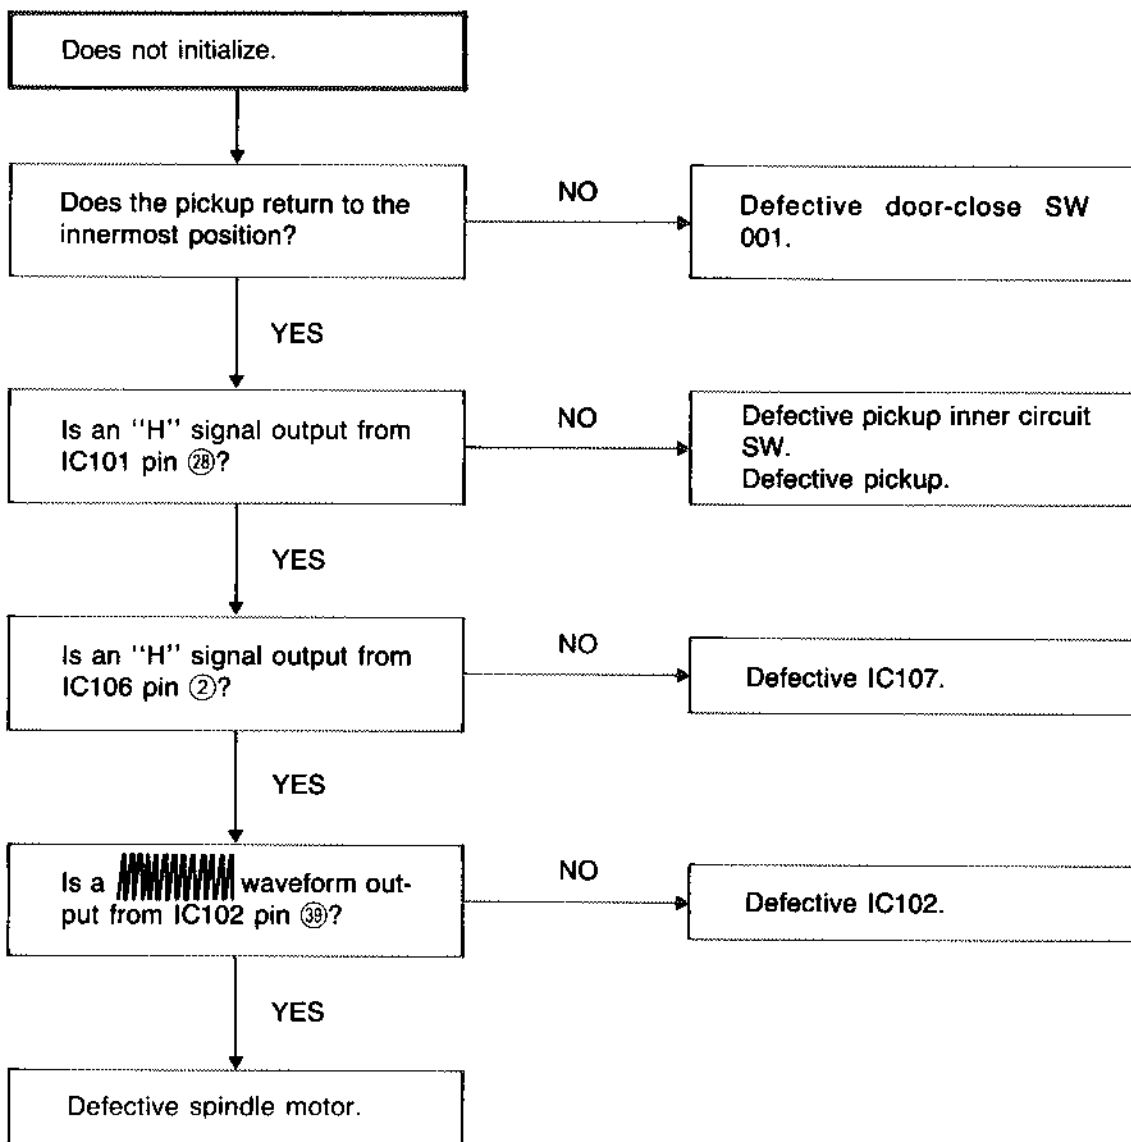 Does not initialize.
Does the pickup return to the
innermost position?
NO
Defective door-close SW
001.
YES
Is an "H" signal output from
IC101 pin ㉘?
NO
Defective pickup inner circuit
SW.
Defective pickup.
YES
Is an "H" signal output from
IC106 pin ②?
NO
Defective IC107.
YES
Is a waveform out-
put from IC102 pin ㊴?
NO
Defective IC102.
YES
Defective spindle motor.